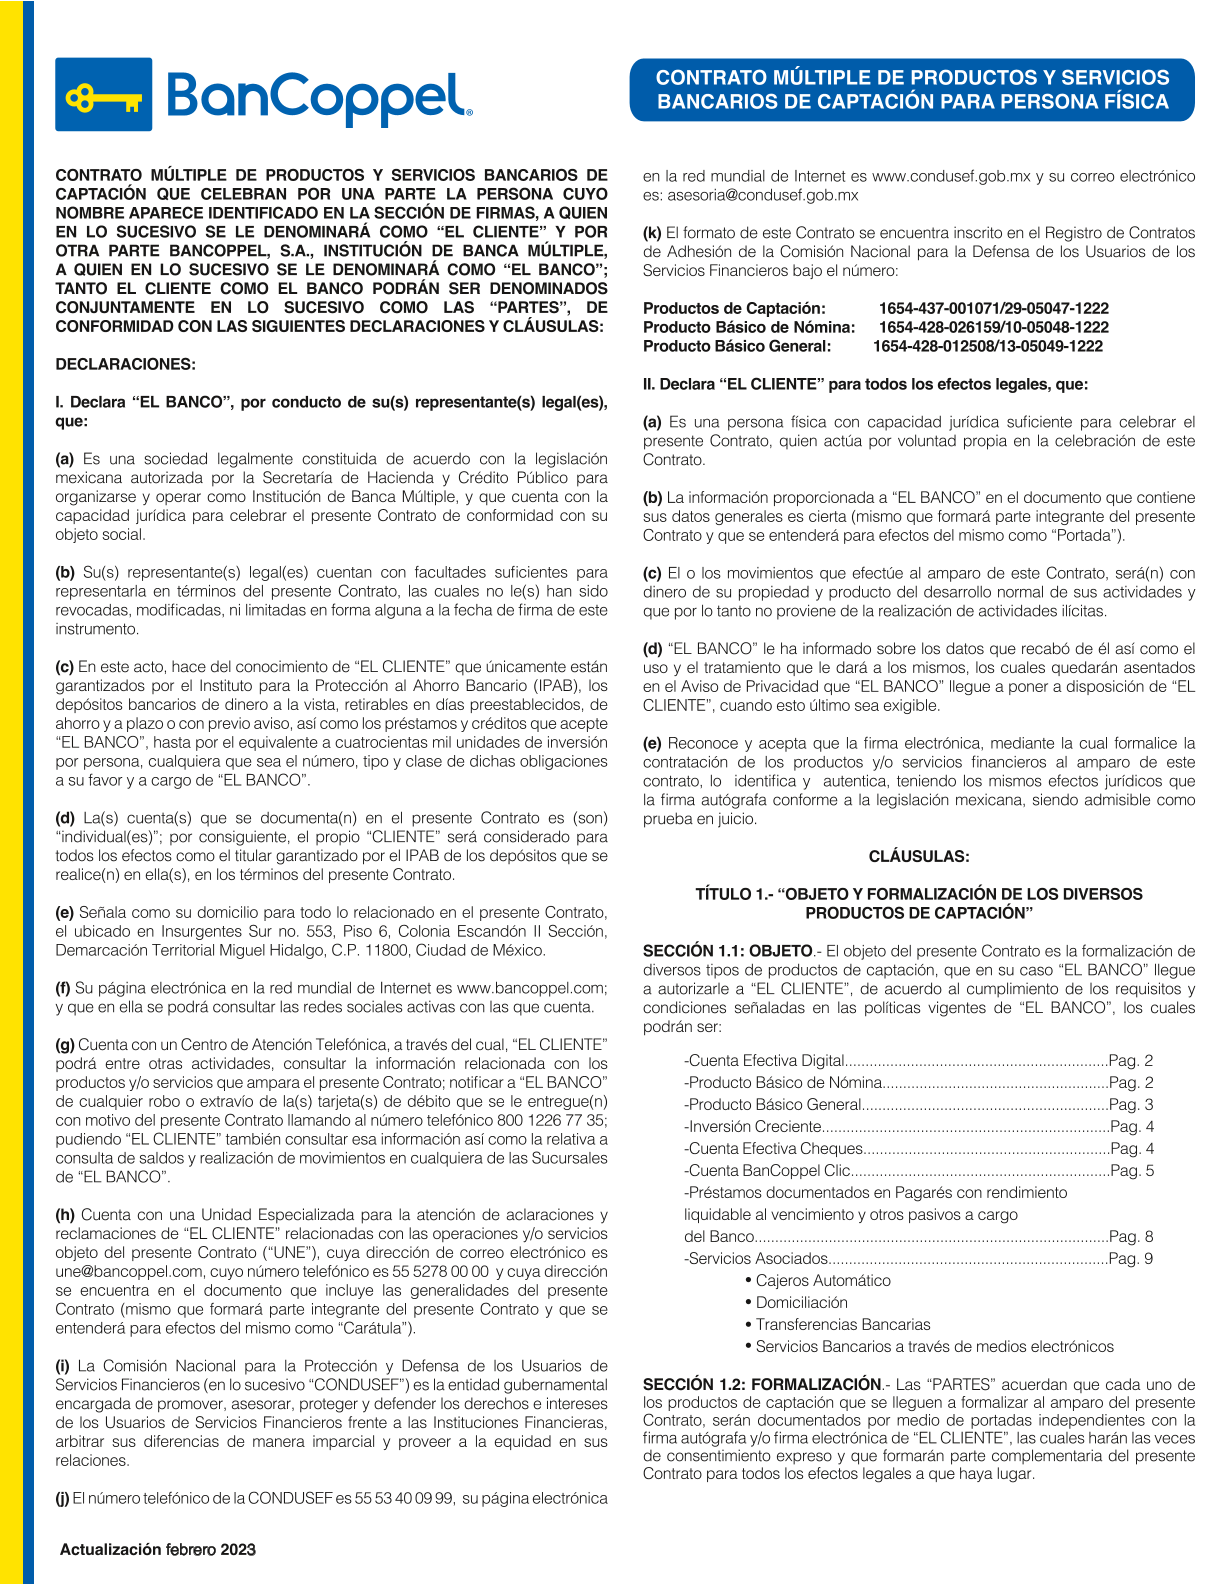 BanCoppel®
CONTRATO MÚLTIPLE DE PRODUCTOS Y SERVICIOS
BANCARIOS DE CAPTACIÓN PARA PERSONA FÍSICA
CONTRATO MÚLTIPLE DE PRODUCTOS Y SERVICIOS BANCARIOS DE
CAPTACIÓN QUE CELEBRAN POR UNA PARTE LA PERSONA CUYO
NOMBRE APARECE IDENTIFICADO EN LA SECCIÓN DE FIRMAS, A QUIEN
EN LO SUCESIVO SE LE DENOMINARÁ COMO “EL CLIENTE” Y POR
OTRA PARTE BANCOPPEL, S.A., INSTITUCIÓN DE BANCA MÚLTIPLE,
A QUIEN EN LO SUCESIVO SE LE DENOMINARÁ COMO “EL BANCO”;
TANTO EL CLIENTE COMO EL BANCO PODRÁN SER DENOMINADOS
CONJUNTAMENTE EN LO SUCESIVO COMO LAS “PARTES”, DE
CONFORMIDAD CON LAS SIGUIENTES DECLARACIONES Y CLÁUSULAS:
DECLARACIONES:
I. Declara “EL BANCO”, por conducto de su(s) representante(s) legal(es),
que:
(a) Es una sociedad legalmente constituida de acuerdo con la legislación
mexicana autorizada por la Secretaría de Hacienda y Crédito Público para
organizarse y operar como Institución de Banca Múltiple, y que cuenta con la
capacidad jurídica para celebrar el presente Contrato de conformidad con su
objeto social.
(b) Su(s) representante(s) legal(es) cuentan con facultades suficientes para
representarla en términos del presente Contrato, las cuales no le(s) han sido
revocadas, modificadas, ni limitadas en forma alguna a la fecha de firma de este
instrumento.
(c) En este acto, hace del conocimiento de “EL CLIENTE” que únicamente están
garantizados por el Instituto para la Protección al Ahorro Bancario (IPAB), los
depósitos bancarios de dinero a la vista, retirables en días preestablecidos, de
ahorro y a plazo o con previo aviso, así como los préstamos y créditos que acepte
“EL BANCO”, hasta por el equivalente a cuatrocientas mil unidades de inversión
por persona, cualquiera que sea el número, tipo y clase de dichas obligaciones
a su favor y a cargo de “EL BANCO”.
(d) La(s) cuenta(s) que se documenta(n) en el presente Contrato es (son)
“individual(es)”; por consiguiente, el propio “CLIENTE” será considerado para
todos los efectos como el titular garantizado por el IPAB de los depósitos que se
realice(n) en ella(s), en los términos del presente Contrato.
(e) Señala como su domicilio para todo lo relacionado en el presente Contrato,
el ubicado en Insurgentes Sur no. 553, Piso 6, Colonia Escandón II Sección,
Demarcación Territorial Miguel Hidalgo, C.P. 11800, Ciudad de México.
(f) Su página electrónica en la red mundial de Internet es www.bancoppel.com;
y que en ella se podrá consultar las redes sociales activas con las que cuenta.
(g) Cuenta con un Centro de Atención Telefónica, a través del cual, “EL CLIENTE”
podrá entre otras actividades, consultar la información relacionada con los
productos y/o servicios que ampara el presente Contrato; notificar a “EL BANCO”
de cualquier robo o extravío de la(s) tarjeta(s) de débito que se le entregue(n)
con motivo del presente Contrato llamando al número telefónico 800 1226 77 35;
pudiendo “EL CLIENTE” también consultar esa información así como la relativa a
consulta de saldos y realización de movimientos en cualquiera de las Sucursales
de “EL BANCO”.
(h) Cuenta con una Unidad Especializada para la atención de aclaraciones y
reclamaciones de “EL CLIENTE” relacionadas con las operaciones y/o servicios
objeto del presente Contrato (“UNE”), cuya dirección de correo electrónico es
une@bancoppel.com, cuyo número telefónico es 55 5278 00 00 y cuya dirección
se encuentra en el documento que incluye las generalidades del presente
Contrato (mismo que formará parte integrante del presente Contrato y que se
entenderá para efectos del mismo como “Carátula”).
(i) La Comisión Nacional para la Protección y Defensa de los Usuarios de
Servicios Financieros (en lo sucesivo “CONDUSEF”) es la entidad gubernamental
encargada de promover, asesorar, proteger y defender los derechos e intereses
de los Usuarios de Servicios Financieros frente a las Instituciones Financieras,
arbitrar sus diferencias de manera imparcial y proveer a la equidad en sus
relaciones.
(j) El número telefónico de la CONDUSEF es 55 53 40 09 99, su página electrónica
en la red mundial de Internet es www.condusef.gob.mx y su correo electrónico
es: asesoria@condusef.gob.mx
(k) El formato de este Contrato se encuentra inscrito en el Registro de Contratos
de Adhesión de la Comisión Nacional para la Defensa de los Usuarios de los
Servicios Financieros bajo el número:
Productos de Captación: 1654-437-001071/29-05047-1222
Producto Básico de Nómina: 1654-428-026159/10-05048-1222
Producto Básico General: 1654-428-012508/13-05049-1222
II. Declara “EL CLIENTE” para todos los efectos legales, que:
(a) Es una persona física con capacidad jurídica suficiente para celebrar el
presente Contrato, quien actúa por voluntad propia en la celebración de este
Contrato.
(b) La información proporcionada a “EL BANCO” en el documento que contiene
sus datos generales es cierta (mismo que formará parte integrante del presente
Contrato y que se entenderá para efectos del mismo como “Portada”).
(c) El o los movimientos que efectúe al amparo de este Contrato, será(n) con
dinero de su propiedad y producto del desarrollo normal de sus actividades y
que por lo tanto no proviene de la realización de actividades ilícitas.
(d) “EL BANCO” le ha informado sobre los datos que recabó de él así como el
uso y el tratamiento que le dará a los mismos, los cuales quedarán asentados
en el Aviso de Privacidad que “EL BANCO” llegue a poner a disposición de “EL
CLIENTE”, cuando esto último sea exigible.
(e) Reconoce y acepta que la firma electrónica, mediante la cual formalice la
contratación de los productos y/o servicios financieros al amparo de este
contrato, lo identifica y autentica, teniendo los mismos efectos jurídicos que
la firma autógrafa conforme a la legislación mexicana, siendo admisible como
prueba en juicio.
CLÁUSULAS:
TÍTULO 1.- “OBJETO Y FORMALIZACIÓN DE LOS DIVERSOS
PRODUCTOS DE CAPTACIÓN”
SECCIÓN 1.1: OBJETO.- El objeto del presente Contrato es la formalización de
diversos tipos de productos de captación, que en su caso “EL BANCO” llegue
a autorizarle a “EL CLIENTE”, de acuerdo al cumplimiento de los requisitos y
condiciones señaladas en las políticas vigentes de “EL BANCO”, los cuales
podrán ser:
-Cuenta Efectiva Digital................................................................Pag. 2
-Producto Básico de Nómina.......................................................Pag. 2
-Producto Básico General............................................................Pag. 3
-Inversión Creciente......................................................................Pag. 4
-Cuenta Efectiva Cheques............................................................Pag. 4
-Cuenta BanCoppel Clic...............................................................Pag. 5
-Préstamos documentados en Pagarés con rendimiento
liquidable al vencimiento y otros pasivos a cargo
del Banco......................................................................................Pag. 8
-Servicios Asociados....................................................................Pag. 9
• Cajeros Automático
• Domiciliación
• Transferencias Bancarias
• Servicios Bancarios a través de medios electrónicos
SECCIÓN 1.2: FORMALIZACIÓN.- Las “PARTES” acuerdan que cada uno de
los productos de captación que se lleguen a formalizar al amparo del presente
Contrato, serán documentados por medio de portadas independientes con la
firma autógrafa y/o firma electrónica de “EL CLIENTE”, las cuales harán las veces
de consentimiento expreso y que formarán parte complementaria del presente
Contrato para todos los efectos legales a que haya lugar.
Actualización febrero 2023